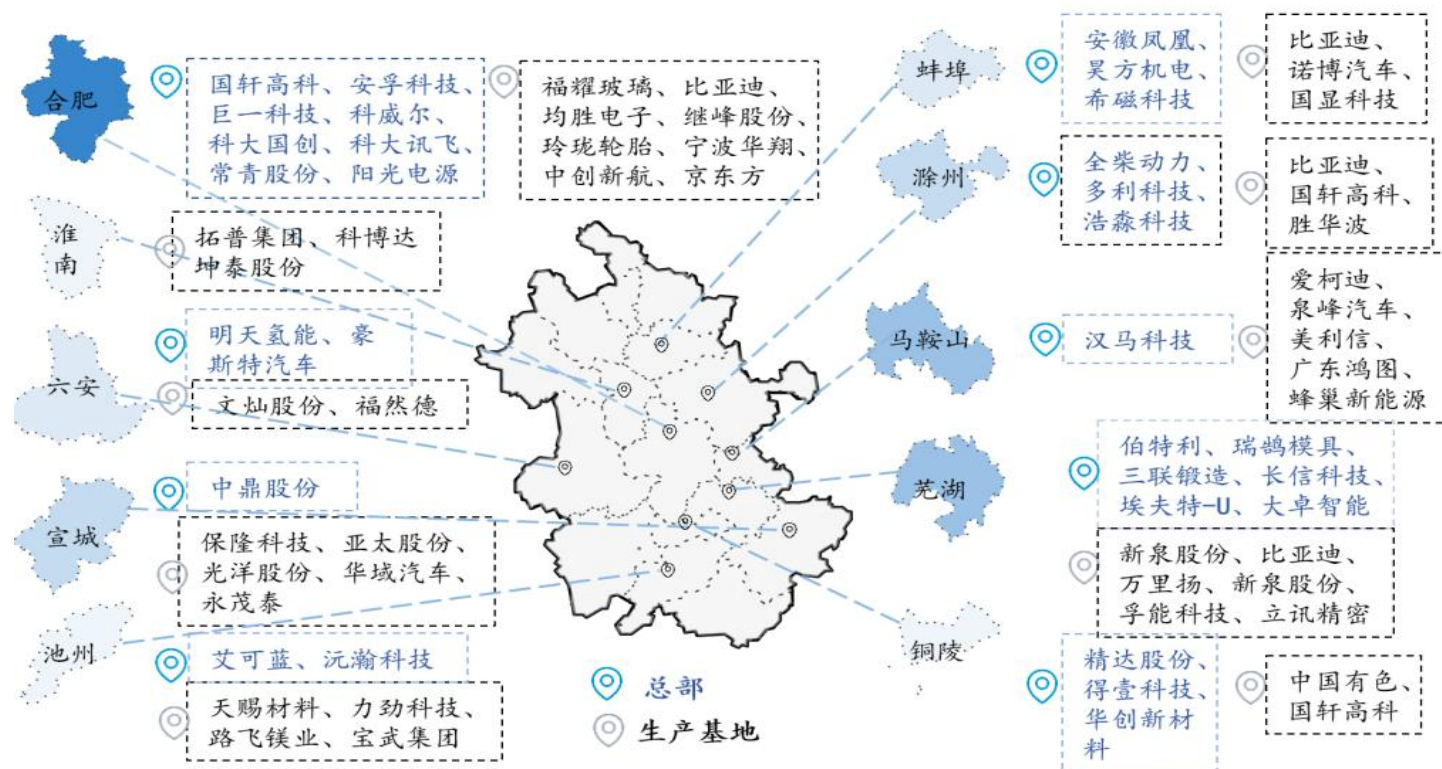 合肥
国轩高科、安孚科技、
巨一科技、科威尔、
科大国创、科大讯飞、
常青股份、阳光电源
福耀玻璃、比亚迪、
均胜电子、继峰股份、
玲珑轮胎、宁波华翔、
中创新航、京东方
淮
南
拓普集团、科博达
坤泰股份
六安
明天氢能、豪
斯特汽车
文灿股份、福然德
宣城
中鼎股份
保隆科技、亚太股份、
光洋股份、华域汽车、
永茂泰
池州
艾可蓝、沅瀚科技
天赐材料、力劲科技、
路飞镁业、宝武集团
总部
生产基地
蚌埠
安徽凤凰、
昊方机电、
希磁科技
比亚迪、
诺博汽车、
国显科技
滁州
全柴动力、
多利科技、
浩淼科技
比亚迪、
国轩高科、
胜华波
马鞍山
汉马科技
爱柯迪、
泉峰汽车、
美利信、
广东鸿图、
蜂巢新能源
芜湖
伯特利、瑞鹄模具、
三联锻造、长信科技、
埃夫特-U、大卓智能
新泉股份、比亚迪、
万里扬、新泉股份、
孚能科技、立讯精密
铜陵
精达股份、
得壹科技、
华创新材
料
中国有色、
国轩高科